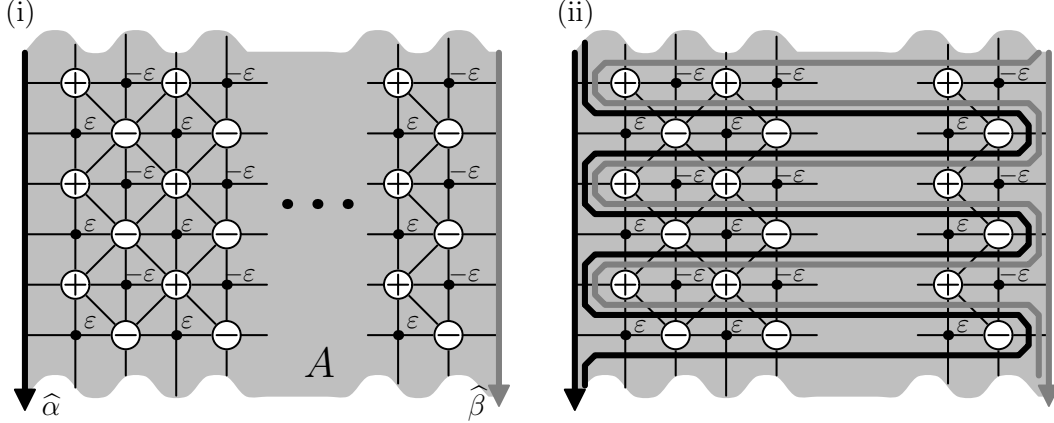 (i) (ii)
+ −ε + −ε + −ε + −ε + −ε + −ε
ε − ε − ε − ε − ε − ε −
+ −ε + −ε + −ε + −ε + −ε + −ε
ε − ε − ε − ε − ε − ε −
+ −ε + −ε + −ε + −ε + −ε + −ε
ε − ε − ε − ε − ε − ε −
A
α̂ β̂